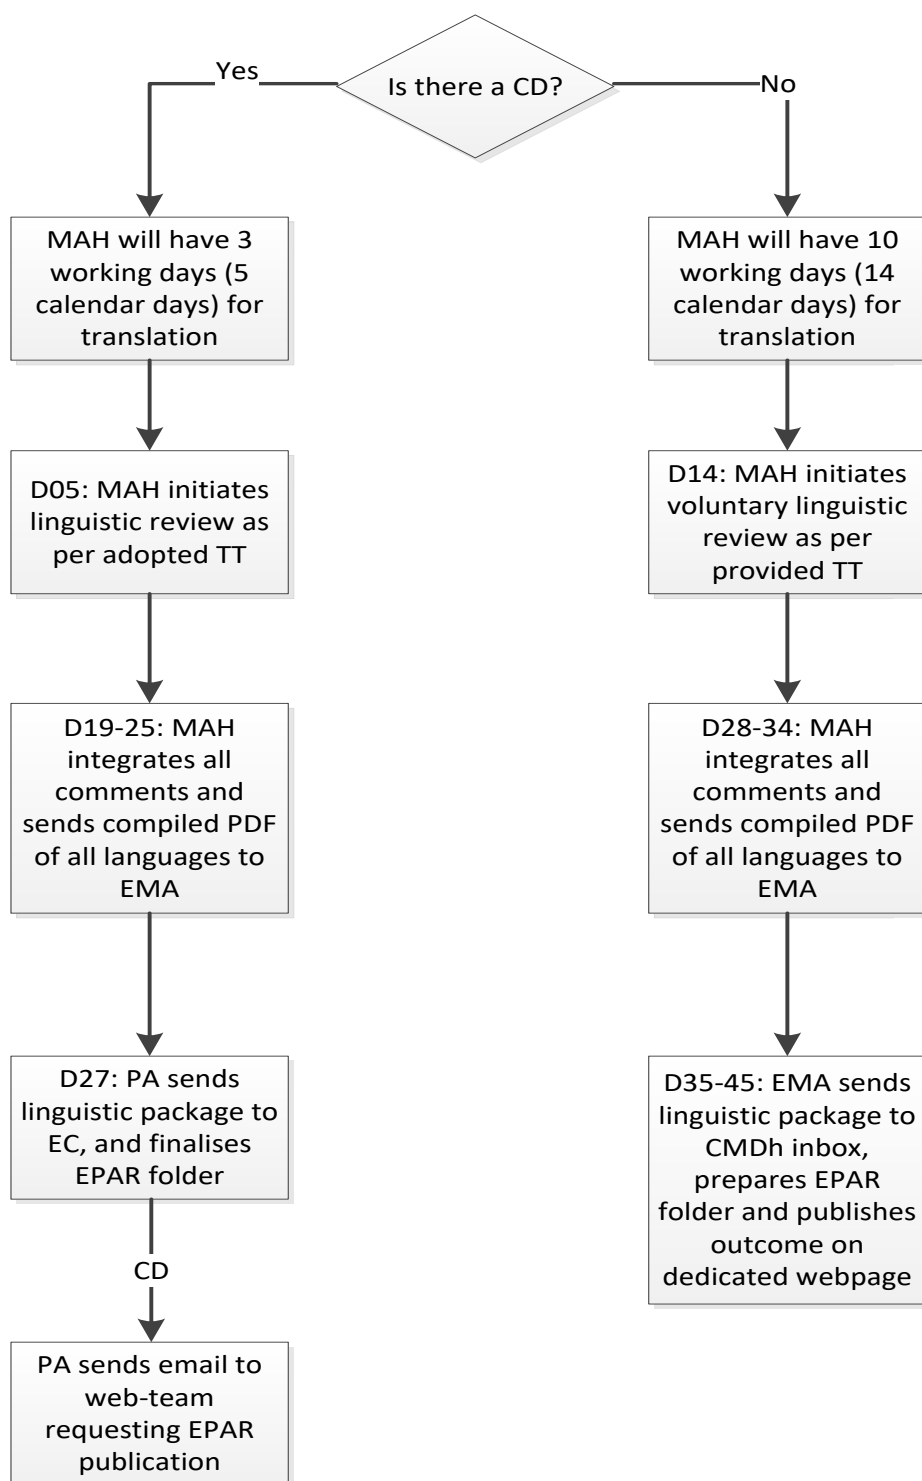 Is there a CD?
Yes
No
MAH will have 3
working days (5
calendar days) for
translation
MAH will have 10
working days (14
calendar days) for
translation
D05: MAH initiates
linguistic review as
per adopted TT
D14: MAH initiates
voluntary linguistic
review as per
provided TT
D19-25: MAH
integrates all
comments and
sends compiled PDF
of all languages to
EMA
D28-34: MAH
integrates all
comments and
sends compiled PDF
of all languages to
EMA
D27: PA sends
linguistic package to
EC, and finalises
EPAR folder
D35-45: EMA sends
linguistic package to
CMDh inbox,
prepares EPAR
folder and publishes
outcome on
dedicated webpage
CD
PA sends email to
web-team
requesting EPAR
publication